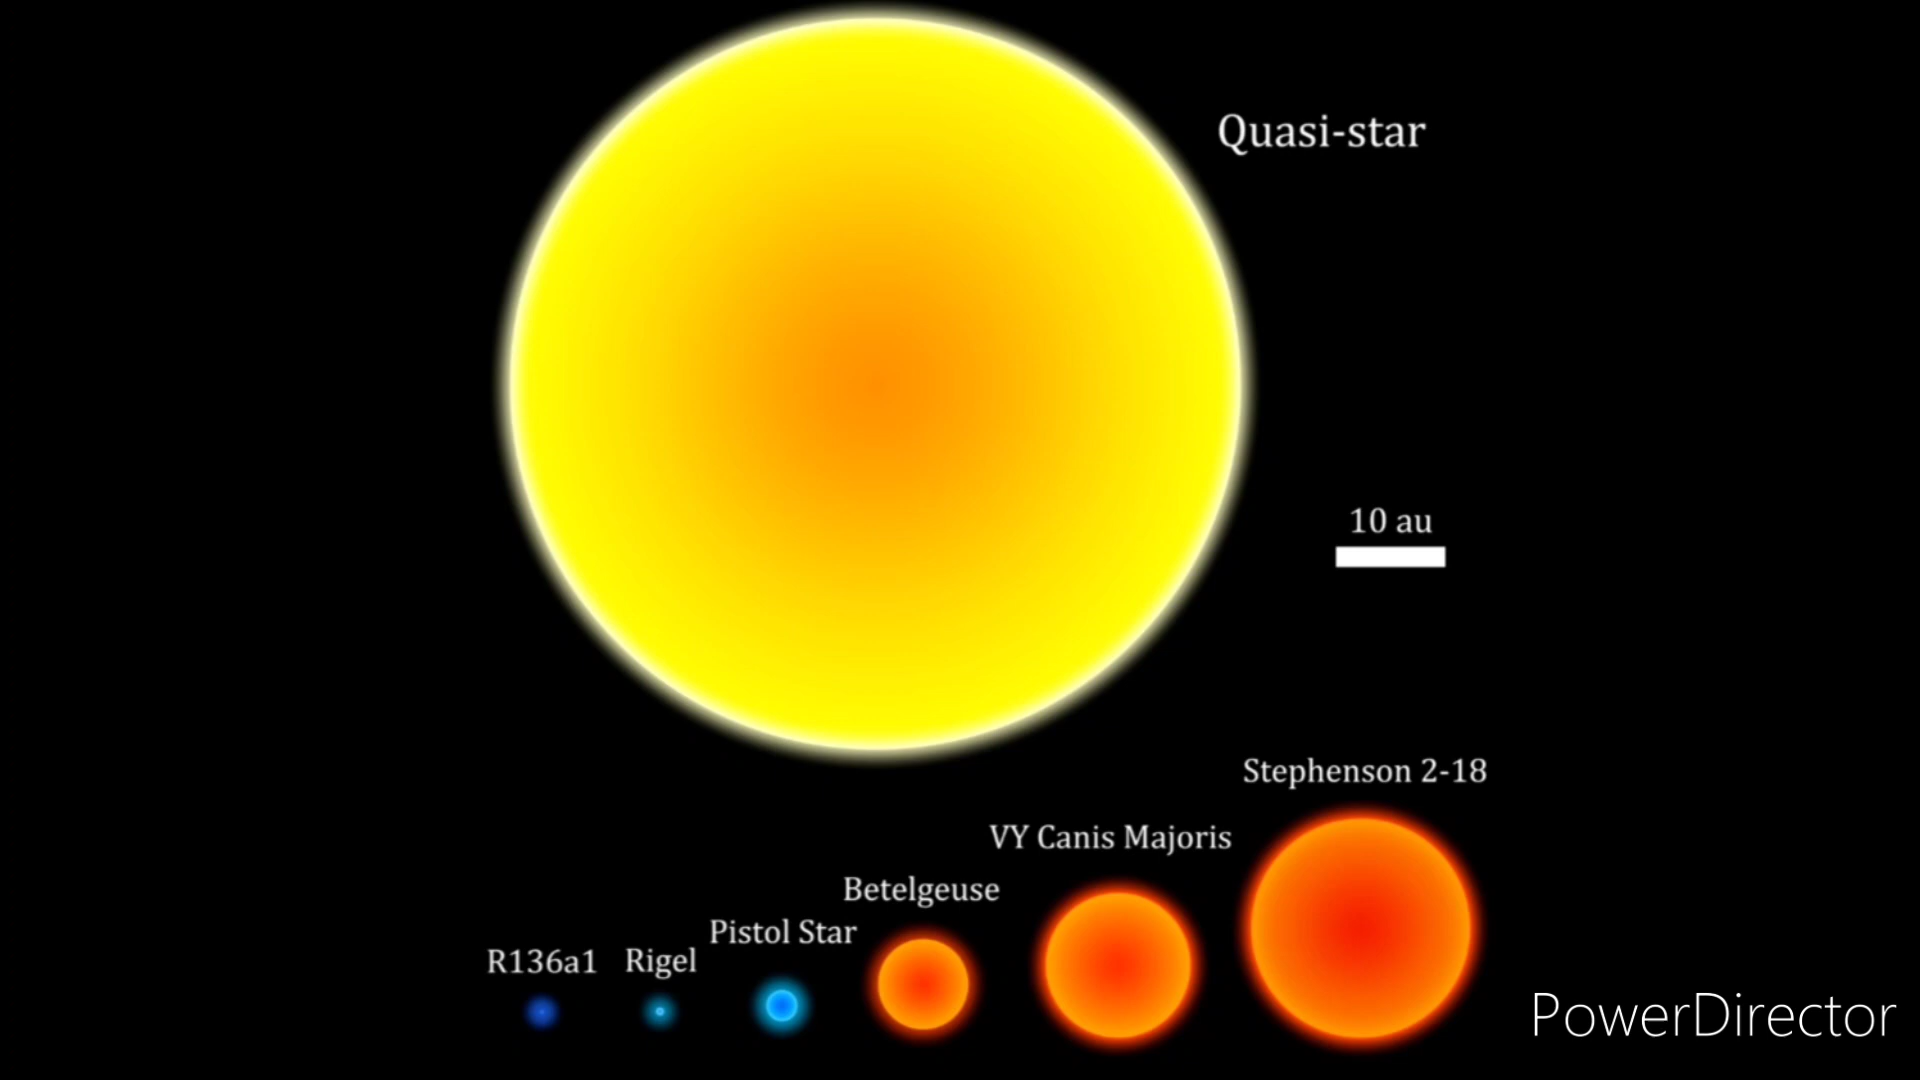 Quasi-star
10 au
Stephenson 2-18
VY Canis Majoris
Betelgeuse
Pistol Star
R136a1
Rigel
PowerDirector